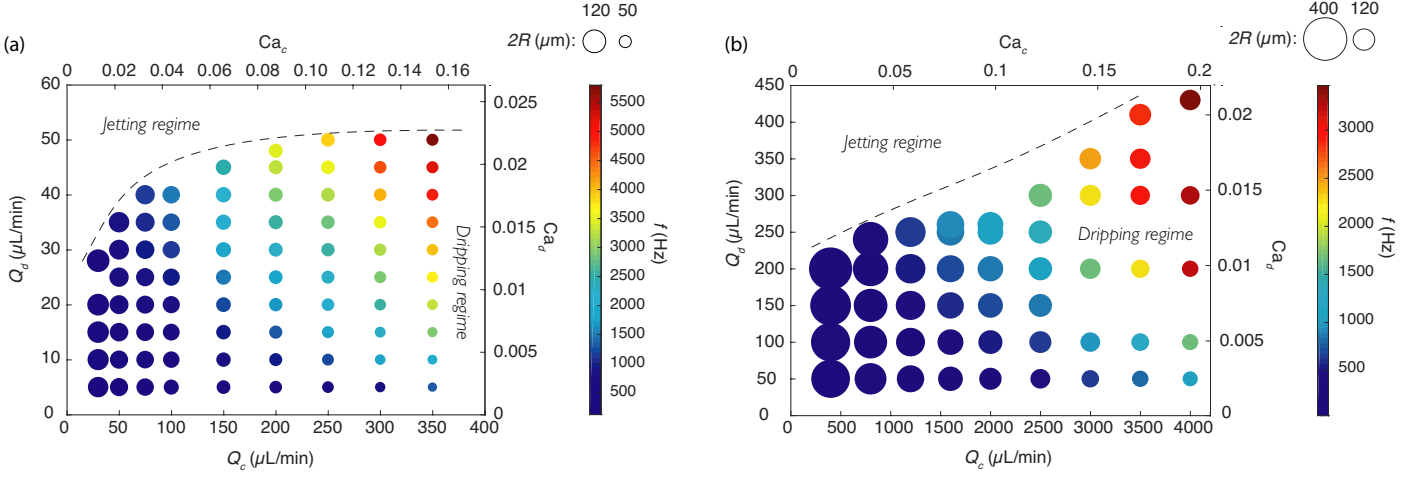 (a)
Ca_c
120 50
2R (µm):
0 0.02 0.04 0.06 0.08 0.10 0.12 0.14 0.16
60
50
40
30
20
10
0
Q_d (µL/min)
Jetting regime
Dripping regime
0.025
0.02
0.015
0.01
0.005
0
Ca_d
5500
5000
4500
4000
3500
3000
2500
2000
1500
1000
500
f (Hz)
0 50 100 150 200 250 300 350 400
Q_c (µL/min)
(b)
Ca_c
400 120
2R (µm):
0 0.05 0.1 0.15 0.2
450
400
350
300
250
200
150
100
50
0
Q_d (µL/min)
Jetting regime
Dripping regime
0.02
0.015
0.01
0.005
0
Ca_d
3000
2500
2000
1500
1000
500
f (Hz)
0 500 1000 1500 2000 2500 3000 3500 4000
Q_c (µL/min)